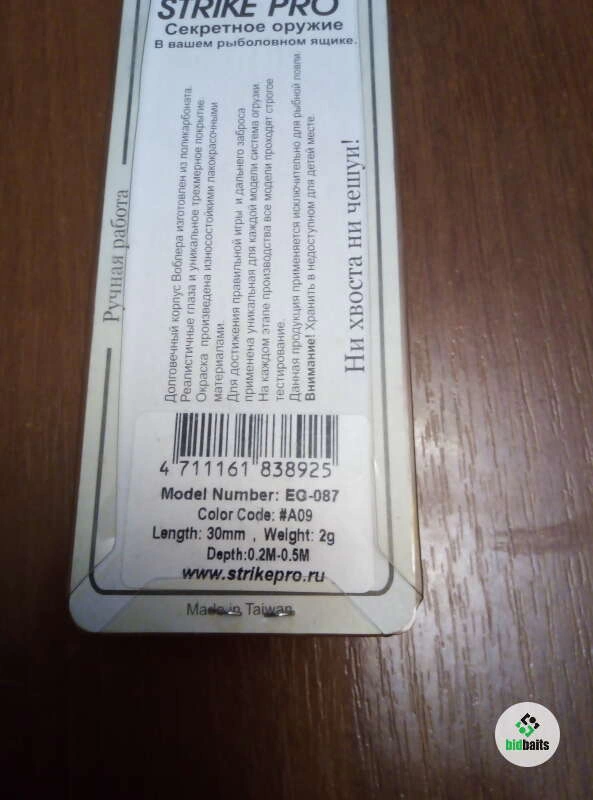 STRIKE PRO
Секретное оружие
В вашем рыболовном ящике.
Ручная работа
Долговечный корпус Воблера изготовлен из поликарбоната.
Реалистичные глаза и уникальное трехмерное покрытие.
Окраска произведена износостойкими лакокрасочными
материалами.
Для достижения правильной игры и дальнего заброса
применена уникальная для каждой модели система огрузки
На каждом этапе производства все модели проходят строгое
тестирование.
Данная продукция применяется исключительно для рыбной ловли.
Внимание! Хранить в недоступном для детей месте.
Ни хвоста ни чешуи!
4 711161 838925
Model Number: EG-087
Color Code: #A09
Length: 30mm , Weight: 2g
Depth:0.2M-0.5M
www.strikepro.ru
Made in Taiwan
bidbaits